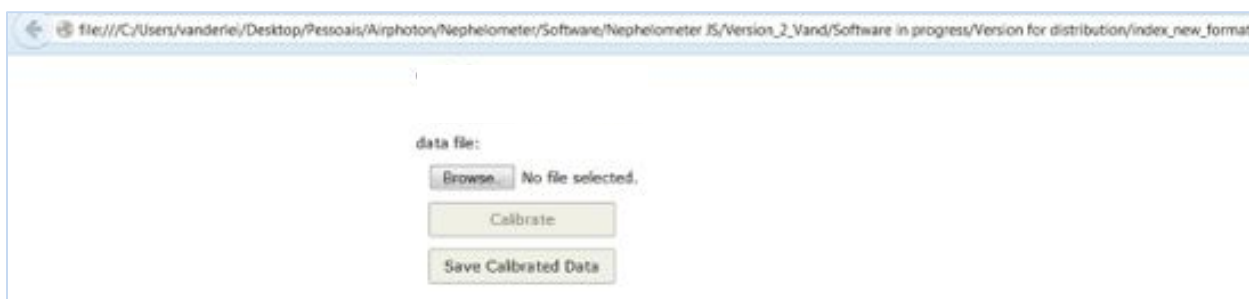 file:///C:/Users/vanderlei/Desktop/Pessoais/Airphoton/Nephelometer/Software/Nephelometer JS/Version_2_Vand/Software in progress/Version for distribution/index_new_format
data file:
Browse.. No file selected.
Calibrate
Save Calibrated Data